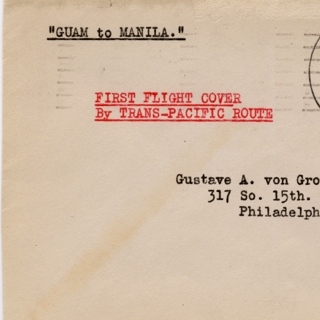 "GUAM to MANILA."
FIRST FLIGHT COVER
By TRANS-PACIFIC ROUTE
Gustave A. von Gro
317 So. 15th.
Philadelph